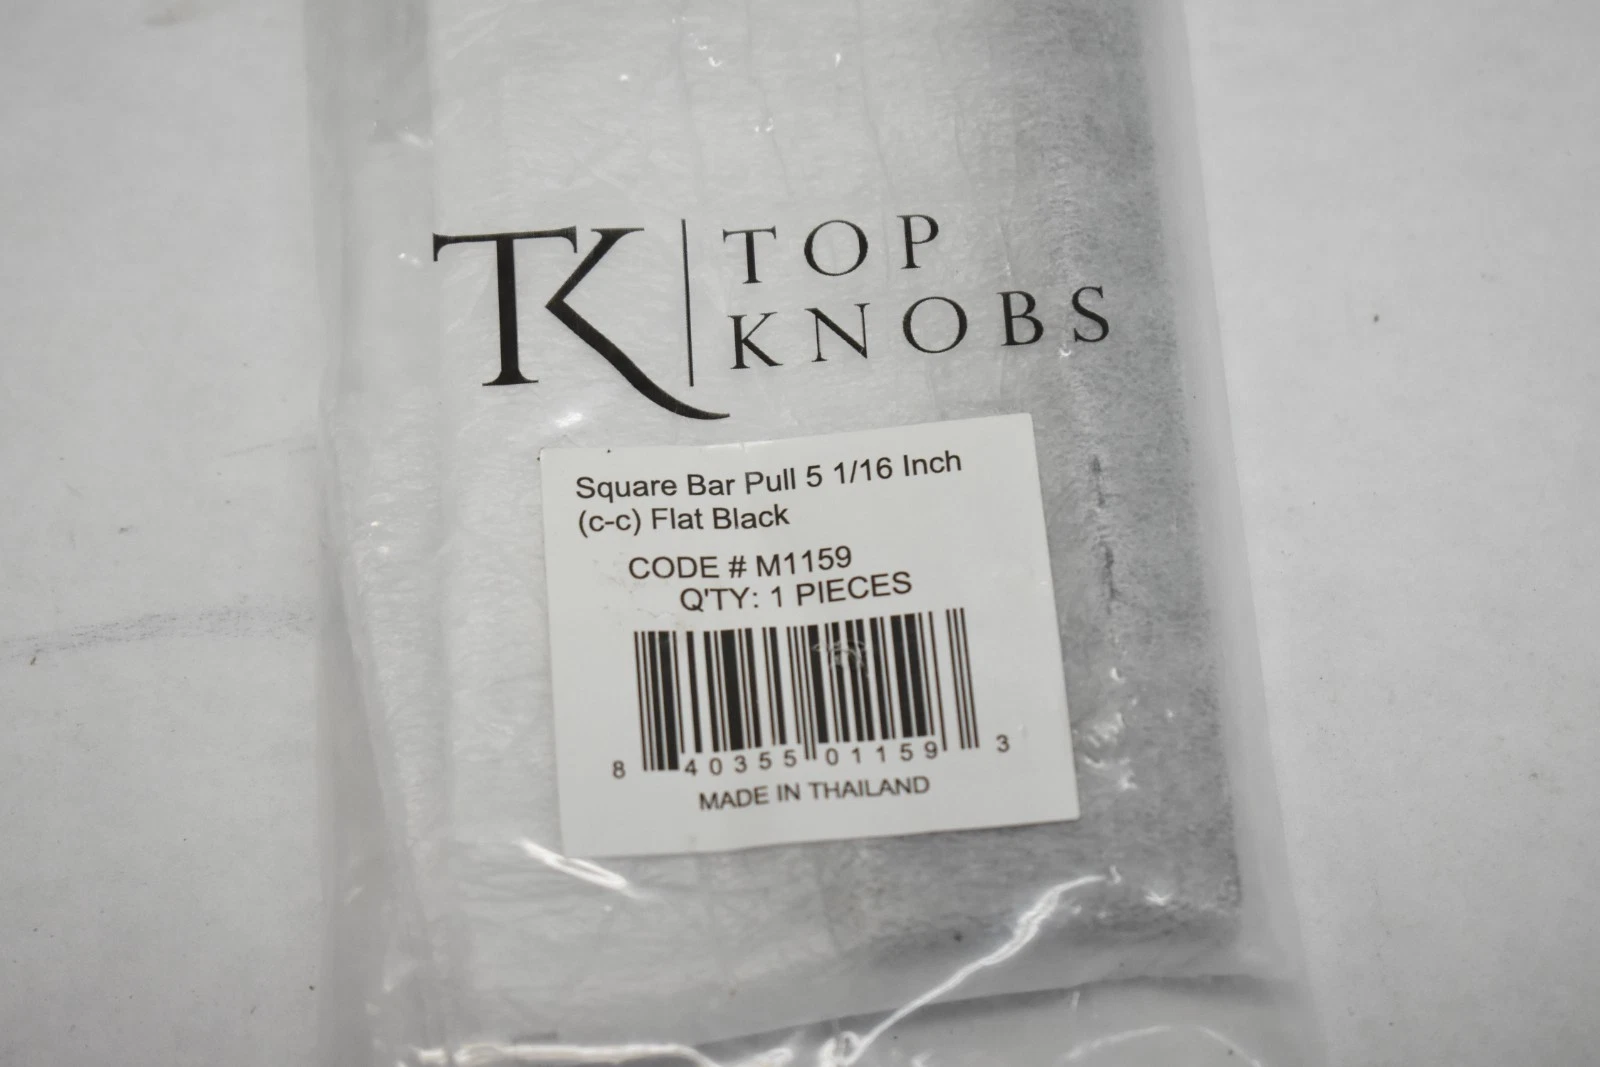 TK TOP
KNOBS
Square Bar Pull 5 1/16 Inch
(c-c) Flat Black
CODE # M1159
Q'TY: 1 PIECES
8 40355 01159 3
MADE IN THAILAND